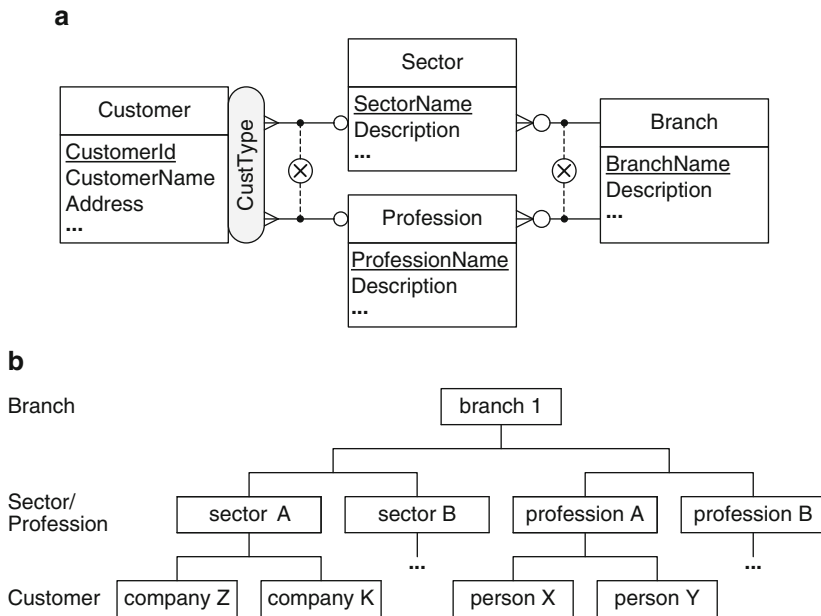 a
Customer
CustomerId
CustomerName
Address
...
CustType
Sector
SectorName
Description
...
Profession
ProfessionName
Description
...
Branch
BranchName
Description
...
b
Branch
branch 1
Sector/
Profession
sector A
sector B
profession A
profession B
...
...
Customer
company Z
company K
person X
person Y